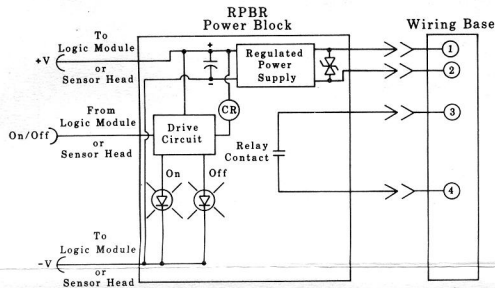 RPBR
Power Block
Wiring Base
To
Logic Module
+V
or
Sensor Head
+
-
Regulated
Power
Supply
1
2
CR
From
Logic Module
On/Off
or
Sensor Head
Drive
Circuit
Relay
Contact
3
On
Off
4
To
Logic Module
-V
or
Sensor Head